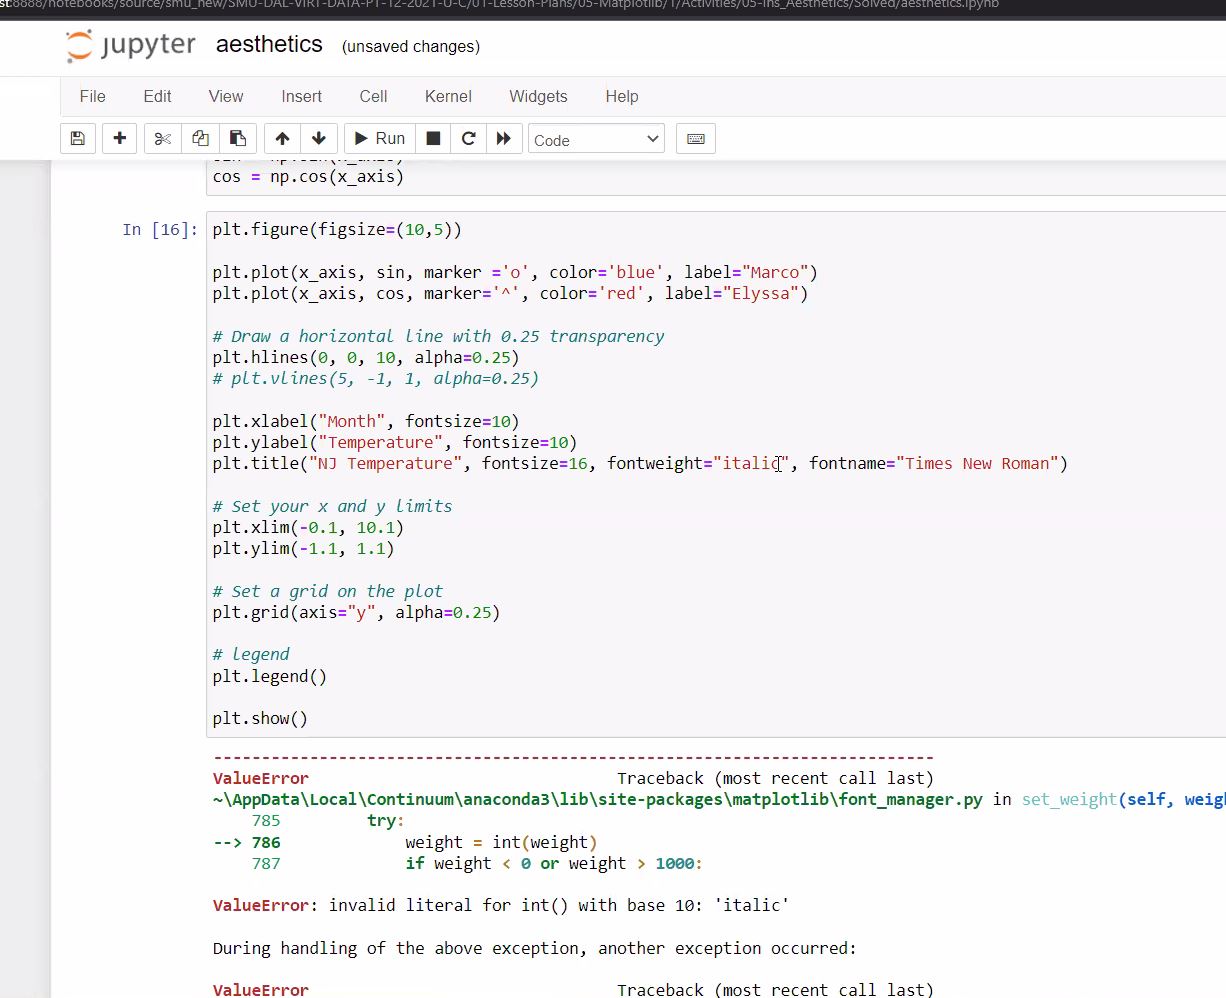 st:8888/notebooks/source/smu_new/SMU-DAL-VIRT-DATA-PT-12-2021-U-C/01-Lesson-Plans/05-Matplotlib/1/Activities/05-Ins_Aesthetics/Solved/aesthetics.ipynb
jupyter aesthetics (unsaved changes)
File Edit View Insert Cell Kernel Widgets Help
Run Code
sin = np.sin(x_axis)
cos = np.cos(x_axis)
In [16]: plt.figure(figsize=(10,5))
plt.plot(x_axis, sin, marker ='o', color='blue', label="Marco")
plt.plot(x_axis, cos, marker='^', color='red', label="Elyssa")
# Draw a horizontal line with 0.25 transparency
plt.hlines(0, 0, 10, alpha=0.25)
# plt.vlines(5, -1, 1, alpha=0.25)
plt.xlabel("Month", fontsize=10)
plt.ylabel("Temperature", fontsize=10)
plt.title("NJ Temperature", fontsize=16, fontweight="italic", fontname="Times New Roman")
# Set your x and y limits
plt.xlim(-0.1, 10.1)
plt.ylim(-1.1, 1.1)
# Set a grid on the plot
plt.grid(axis="y", alpha=0.25)
# legend
plt.legend()
plt.show()
---------------------------------------------------------------------------
ValueError Traceback (most recent call last)
~\AppData\Local\Continuum\anaconda3\lib\site-packages\matplotlib\font_manager.py in set_weight(self, weigh
785 try:
--> 786 weight = int(weight)
787 if weight < 0 or weight > 1000:
ValueError: invalid literal for int() with base 10: 'italic'
During handling of the above exception, another exception occurred:
ValueError Traceback (most recent call last)